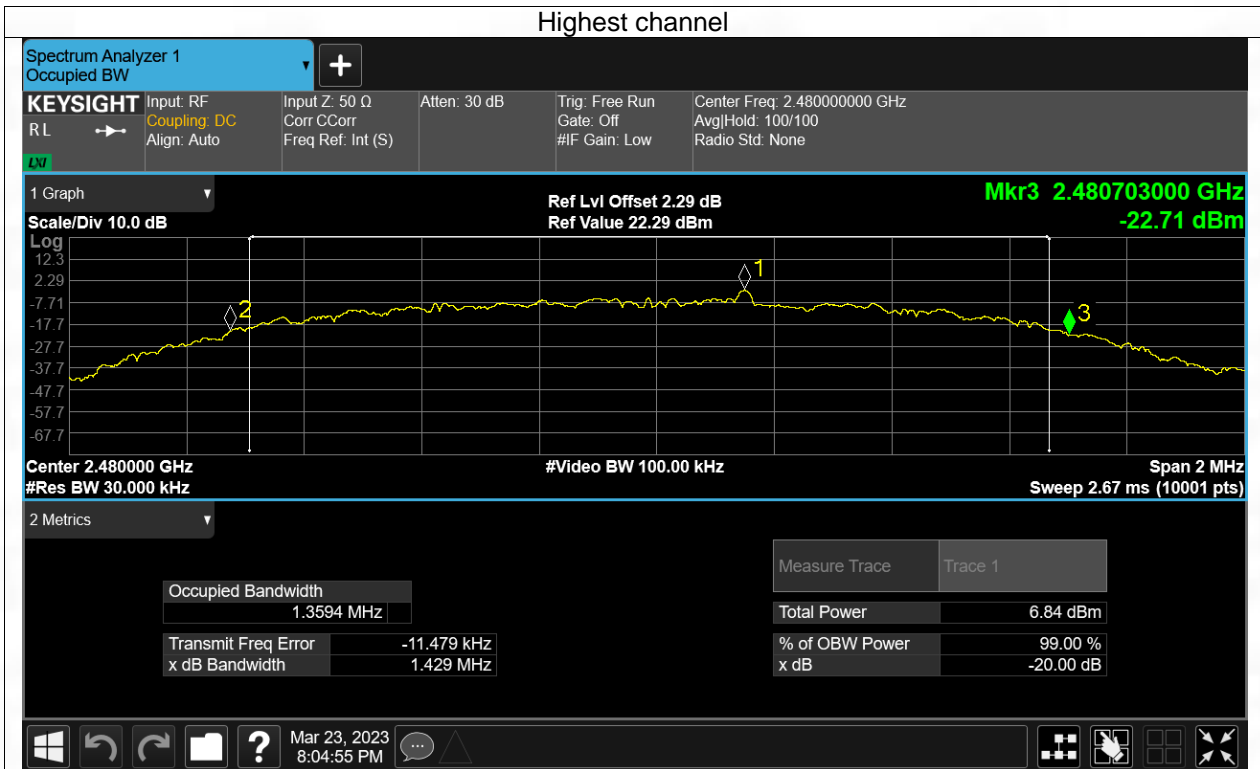 Highest channel
Spectrum Analyzer 1
Occupied BW
KEYSIGHT
RL
LXI
Input: RF
Coupling: DC
Align: Auto
Input Z: 50 Ω
Corr CCorr
Freq Ref: Int (S)
Atten: 30 dB
Trig: Free Run
Gate: Off
#IF Gain: Low
Center Freq: 2.480000000 GHz
Avg|Hold: 100/100
Radio Std: None
1 Graph
Scale/Div 10.0 dB
Ref Lvl Offset 2.29 dB
Ref Value 22.29 dBm
Mkr3 2.480703000 GHz
-22.71 dBm
Log
12.3
2.29
-7.71
-17.7
-27.7
-37.7
-47.7
-57.7
-67.7
1
2
3
Center 2.480000 GHz
#Res BW 30.000 kHz
#Video BW 100.00 kHz
Span 2 MHz
Sweep 2.67 ms (10001 pts)
2 Metrics
Measure Trace Trace 1
Occupied Bandwidth
1.3594 MHz
Total Power 6.84 dBm
Transmit Freq Error -11.479 kHz
% of OBW Power 99.00 %
x dB Bandwidth 1.429 MHz
x dB -20.00 dB
?
Mar 23, 2023
8:04:55 PM